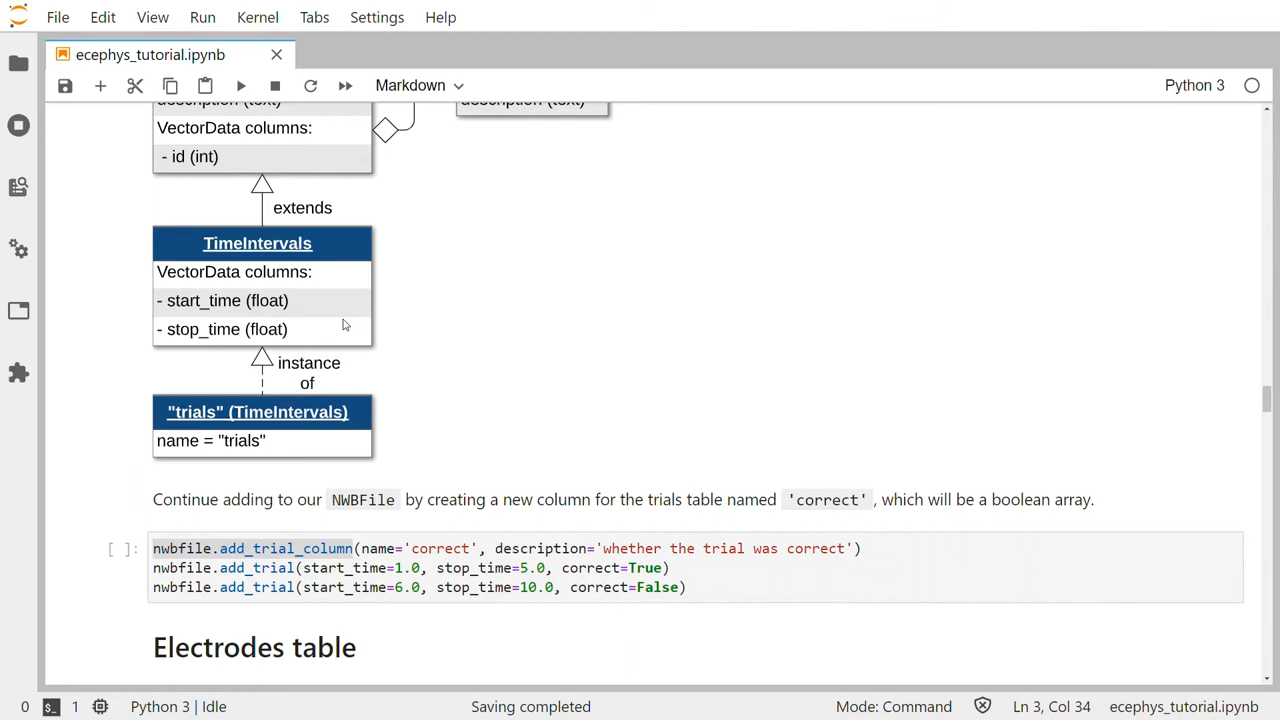 File Edit View Run Kernel Tabs Settings Help
ecephys_tutorial.ipynb
Markdown Python 3
description (text) description (text)
VectorData columns:
- id (int)
extends
TimeIntervals
VectorData columns:
- start_time (float)
- stop_time (float)
instance
of
"trials" (TimeIntervals)
name = "trials"
Continue adding to our NWBFile by creating a new column for the trials table named 'correct', which will be a boolean array.
[ ]: nwbfile.add_trial_column(name='correct', description='whether the trial was correct')
nwbfile.add_trial(start_time=1.0, stop_time=5.0, correct=True)
nwbfile.add_trial(start_time=6.0, stop_time=10.0, correct=False)
Electrodes table
0 $_ 1 Python 3 | Idle Saving completed Mode: Command Ln 3, Col 34 ecephys_tutorial.ipynb